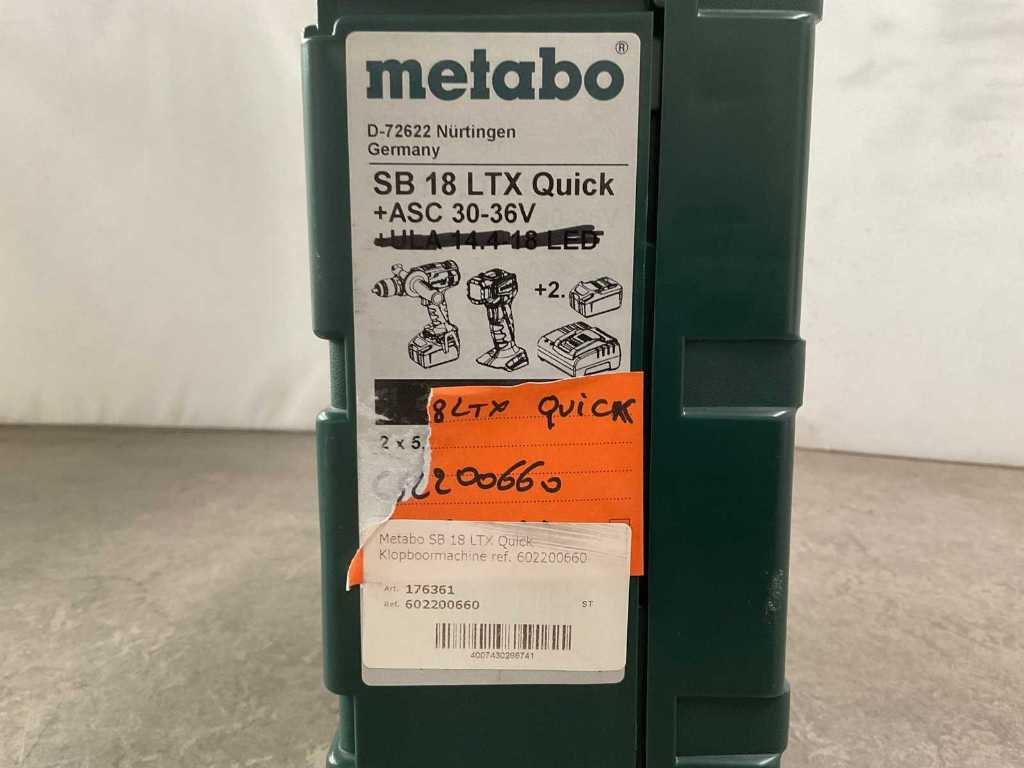 metabo®
D-72622 Nürtingen
Germany
SB 18 LTX Quick
+ASC 30-36V
+ULA 14.4-18 LED
+2.
8 LTX QUICK
2 x 5.
602200660
Metabo SB 18 LTX Quick
Klopboormachine ref. 602200660
Art. 176361
Ref. 602200660 ST
4007430298741